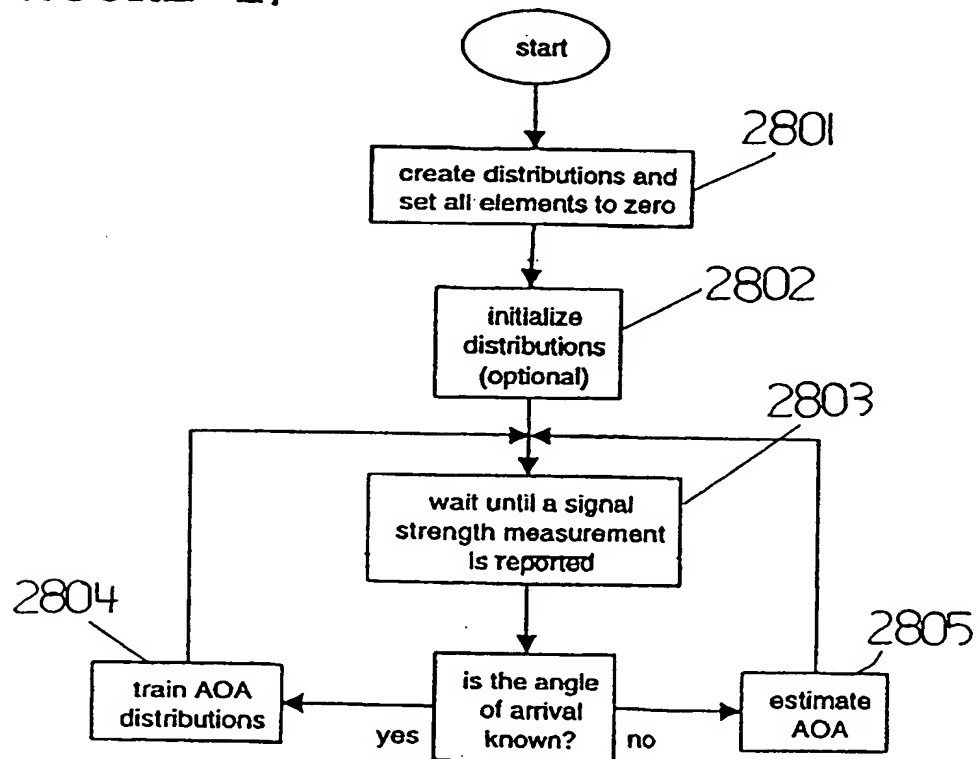 start
2801
create distributions and
set all elements to zero
2802
initialize
distributions
(optional)
2803
wait until a signal
strength measurement
is reported
2804
train AOA
distributions
yes
is the angle
of arrival
known?
no
2805
estimate
AOA